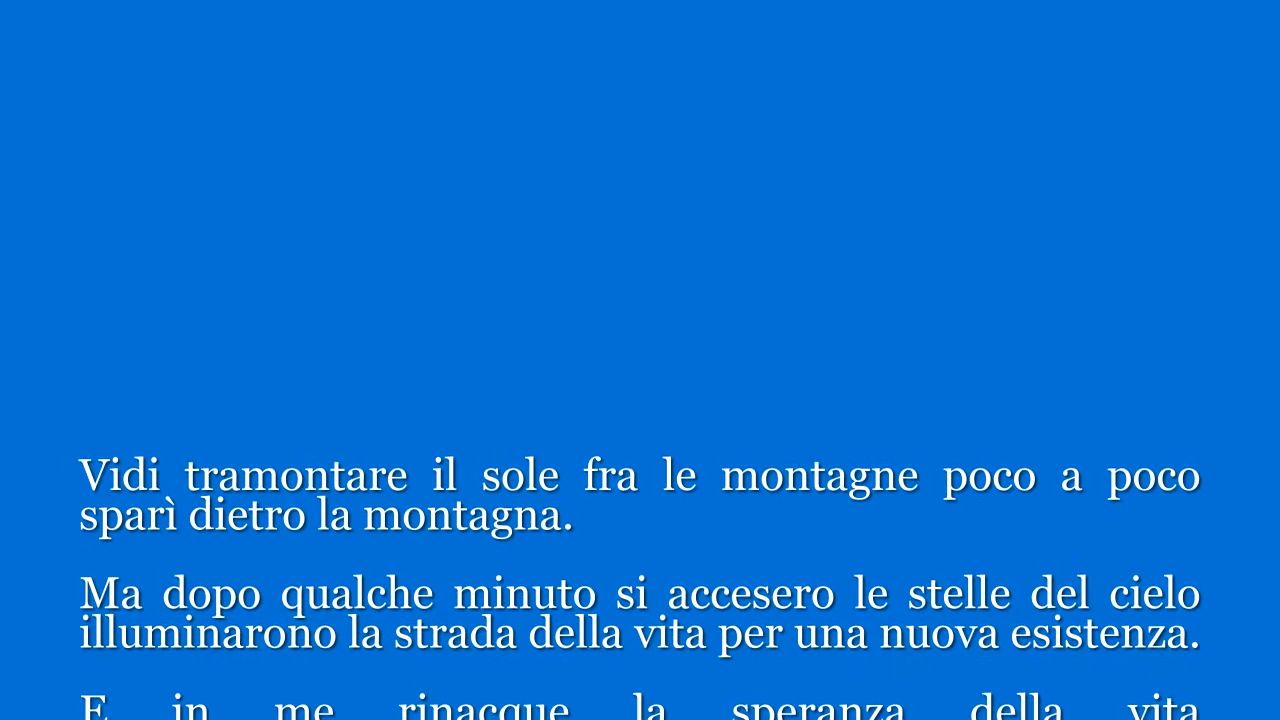 Vidi tramontare il sole fra le montagne poco a poco
sparì dietro la montagna.
Ma dopo qualche minuto si accesero le stelle del cielo
illuminarono la strada della vita per una nuova esistenza.
E in me rinacque la speranza della vita